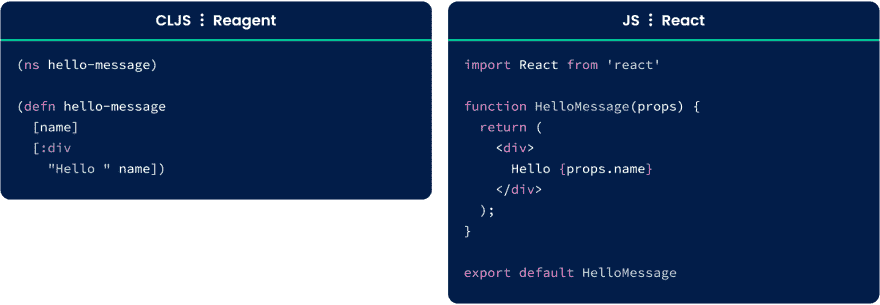 CLJS ⋮ Reagent
(ns hello-message)
(defn hello-message
[name]
[:div
"Hello " name])
JS ⋮ React
import React from 'react'
function HelloMessage(props) {
return (
<div>
Hello {props.name}
</div>
);
}
export default HelloMessage